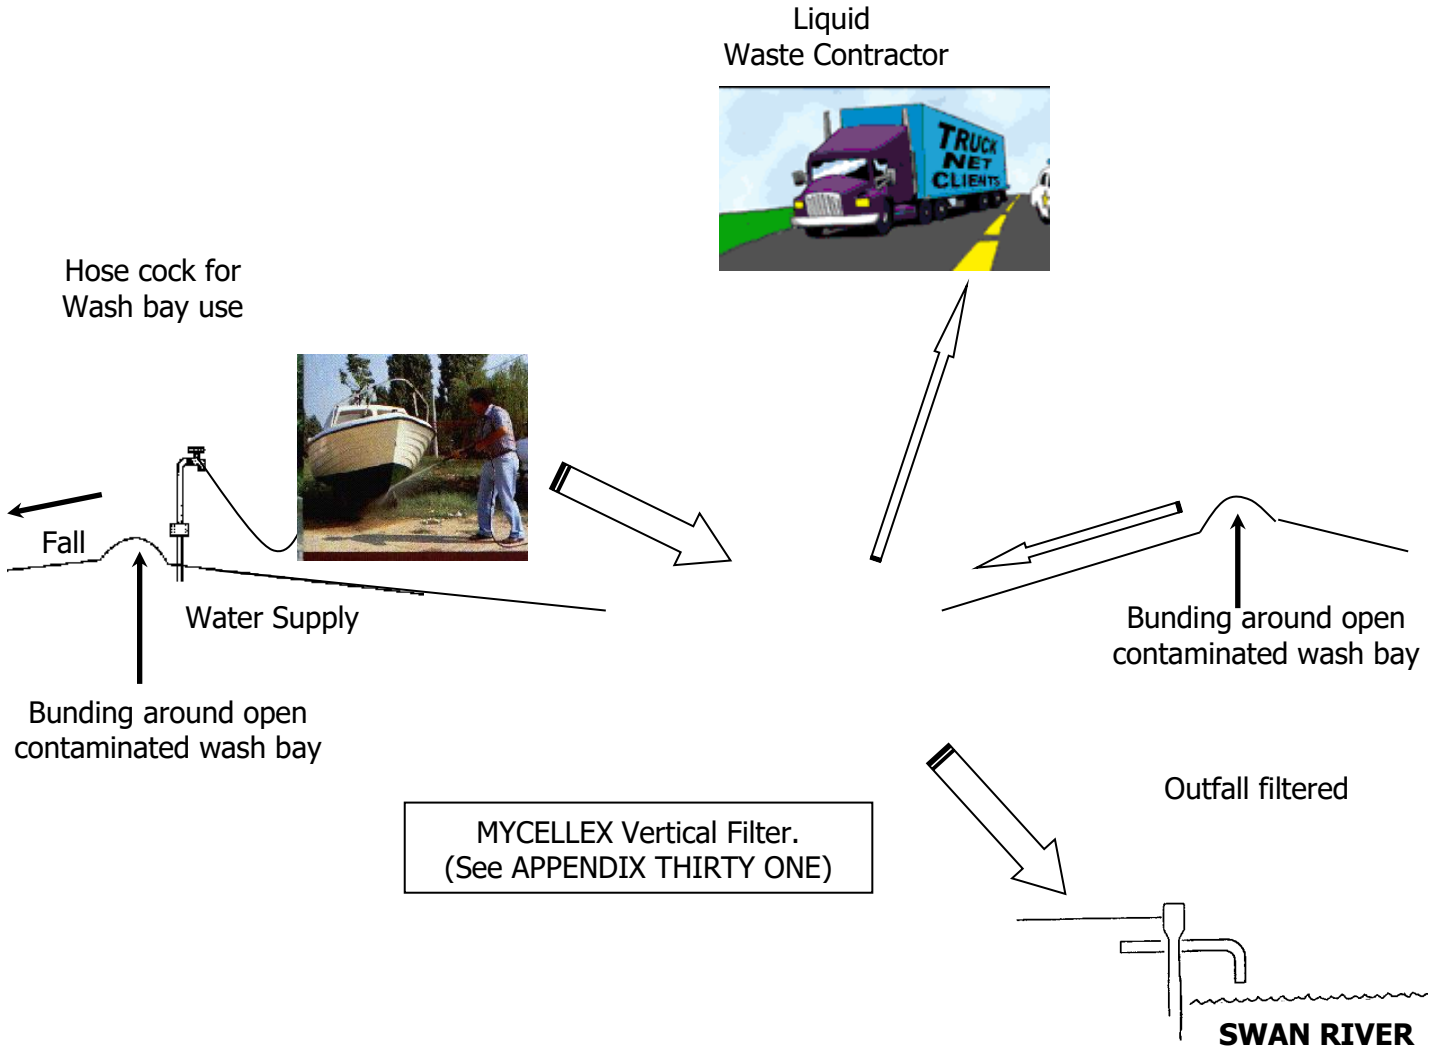 Liquid
Waste Contractor
TRUCK
NET
CLIENTS
Hose cock for
Wash bay use
Fall
Water Supply
Bunding around open
contaminated wash bay
Bunding around open
contaminated wash bay
Outfall filtered
MYCELLEX Vertical Filter.
(See APPENDIX THIRTY ONE)
SWAN RIVER